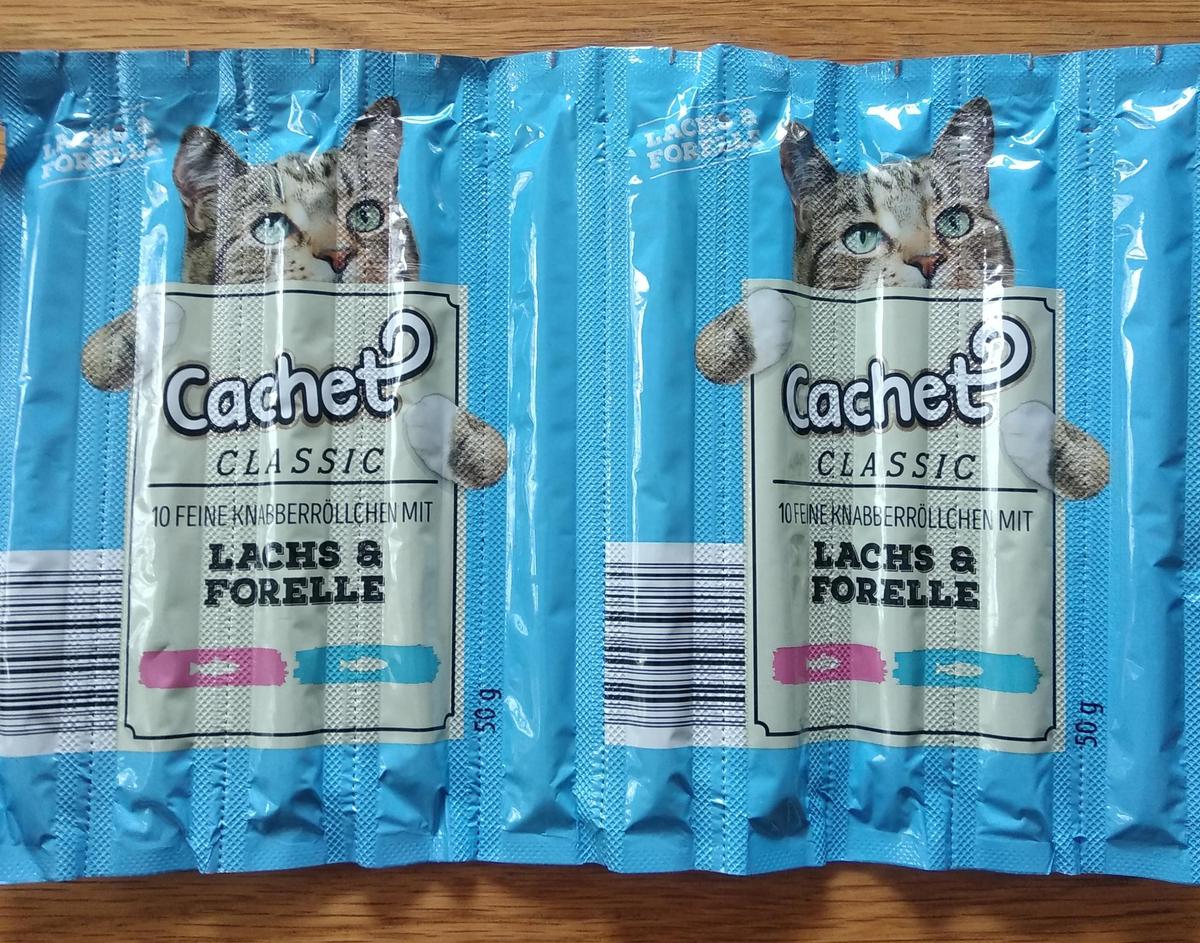 LACHS &
FORELLE
Cachet
CLASSIC
10 FEINE KNABBERRÖLLCHEN MIT
LACHS &
FORELLE
50 g
LACHS &
FORELLE
Cachet
CLASSIC
10 FEINE KNABBERRÖLLCHEN MIT
LACHS &
FORELLE
50 g